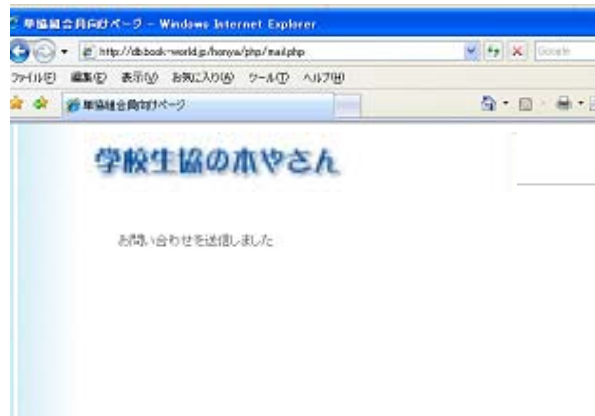 単協組合員向けページ - Windows Internet Explorer
http://db.book-world.jp/honya/php/mail.php
Google
ファイル(F) 編集(E) 表示(V) お気に入り(A) ツール(T) ヘルプ(H)
単協組合員向けページ
学校生協の本やさん
お問い合わせを送信しました